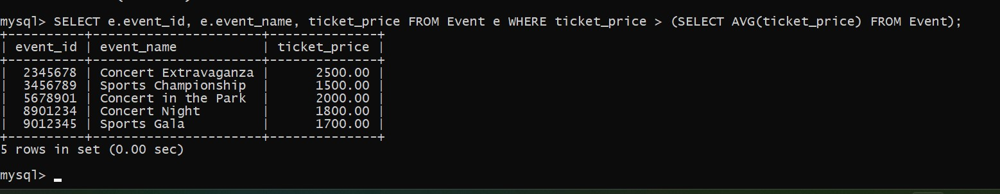 mysql> SELECT e.event_id, e.event_name, ticket_price FROM Event e WHERE ticket_price > (SELECT AVG(ticket_price) FROM Event);
+----------+----------------------+--------------+
| event_id | event_name           | ticket_price |
+----------+----------------------+--------------+
|  2345678 | Concert Extravaganza |      2500.00 |
|  3456789 | Sports Championship  |      1500.00 |
|  5678901 | Concert in the Park  |      2000.00 |
|  8901234 | Concert Night        |      1800.00 |
|  9012345 | Sports Gala          |      1700.00 |
+----------+----------------------+--------------+
5 rows in set (0.00 sec)
mysql> _